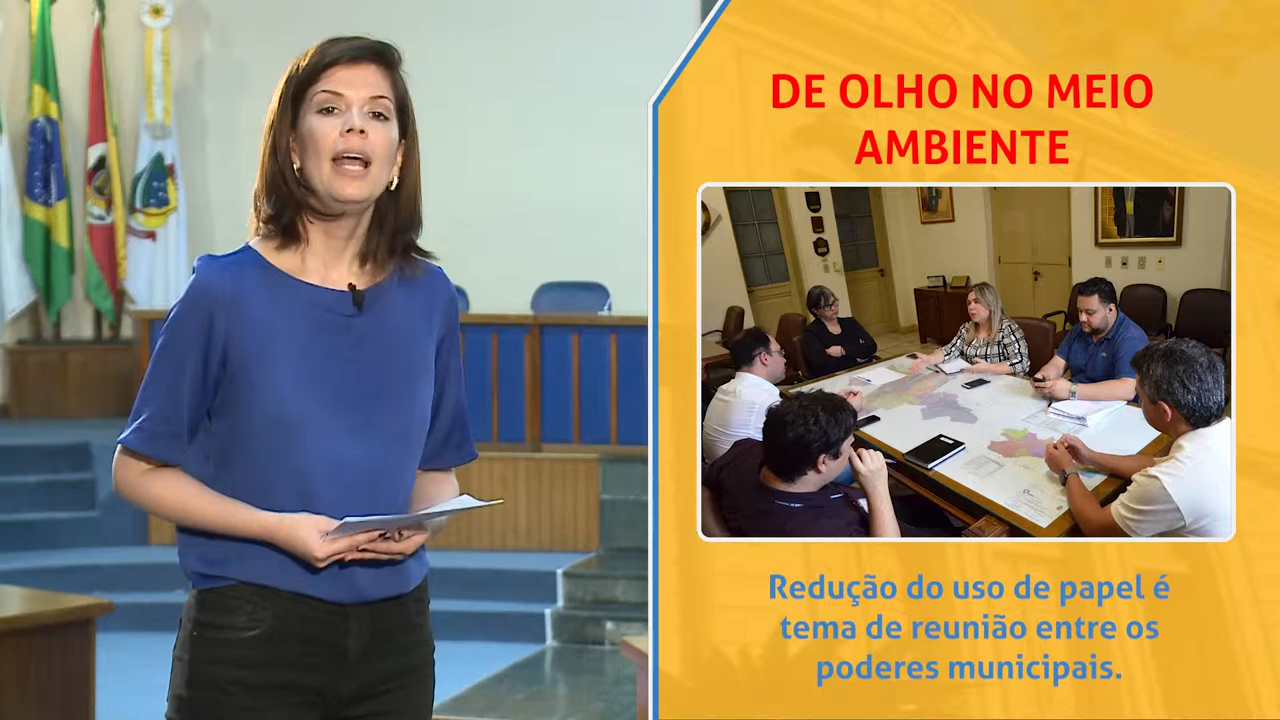 DE OLHO NO MEIO
AMBIENTE
Redução do uso de papel é
tema de reunião entre os
poderes municipais.